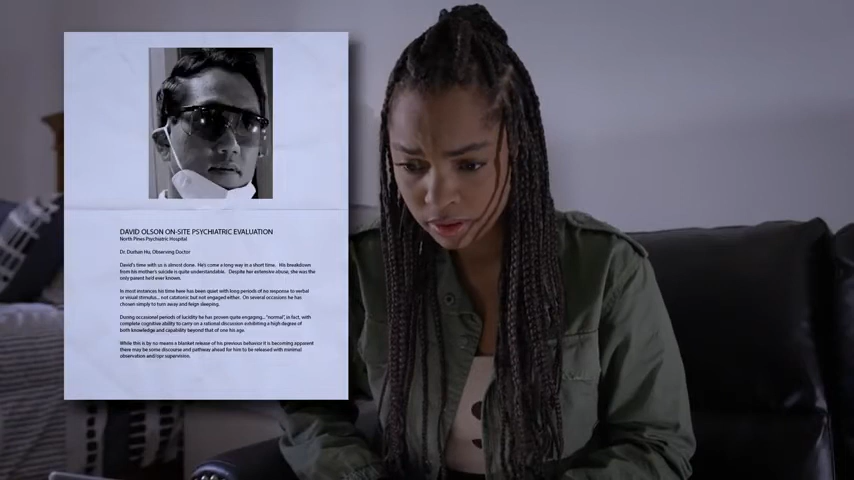 DAVID OLSON ON-SITE PSYCHIATRIC EVALUATION
North Pines Psychiatric Hospital
Dr. Durban Hu, Observing Doctor
David's time with us is almost done. He's come a long way in a short time. His breakdown
from his mother's suicide is quite understandable. Despite her extensive abuse, she was the
only parent he'd ever known.
In most instances his time here has been quiet with long periods of no response to verbal
or visual stimulus... not catatonic but not engaged either. On several occasions he has
chosen simply to turn away and feign sleeping.
During occasional periods of lucidity he has proven quite engaging... "normal", in fact, with
complete cognitive ability to carry on a rational discussion exhibiting a high degree of
both knowledge and capability beyond that of one his age.
While this is by no means a blanket release of his previous behaviour it is becoming apparent
there may be some discourse and pathway ahead for him to be released with minimal
observation and/opr supervision.